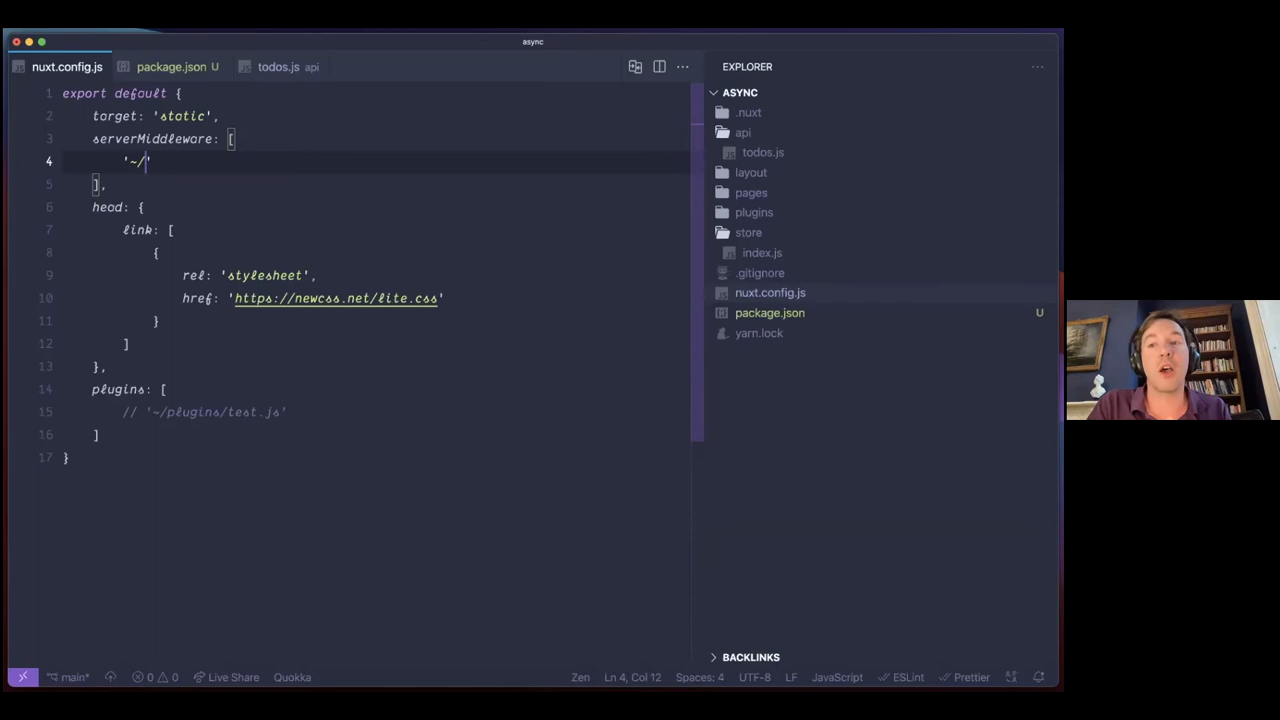 async
nuxt.config.js
package.json U
todos.js api
EXPLORER
1 export default {
2 target: 'static',
3 serverMiddleware: [
4 '~/'
5 ],
6 head: {
7 link: [
8 {
9 rel: 'stylesheet',
10 href: 'https://newcss.net/lite.css'
11 }
12 ]
13 },
14 plugins: [
15 // '~/plugins/test.js'
16 ]
17 }
ASYNC
.nuxt
api
todos.js
layout
pages
plugins
store
index.js
.gitignore
nuxt.config.js
package.json U
yarn.lock
BACKLINKS
main* 0 0 Live Share Quokka Zen Ln 4, Col 12 Spaces: 4 UTF-8 LF JavaScript ESLint Prettier